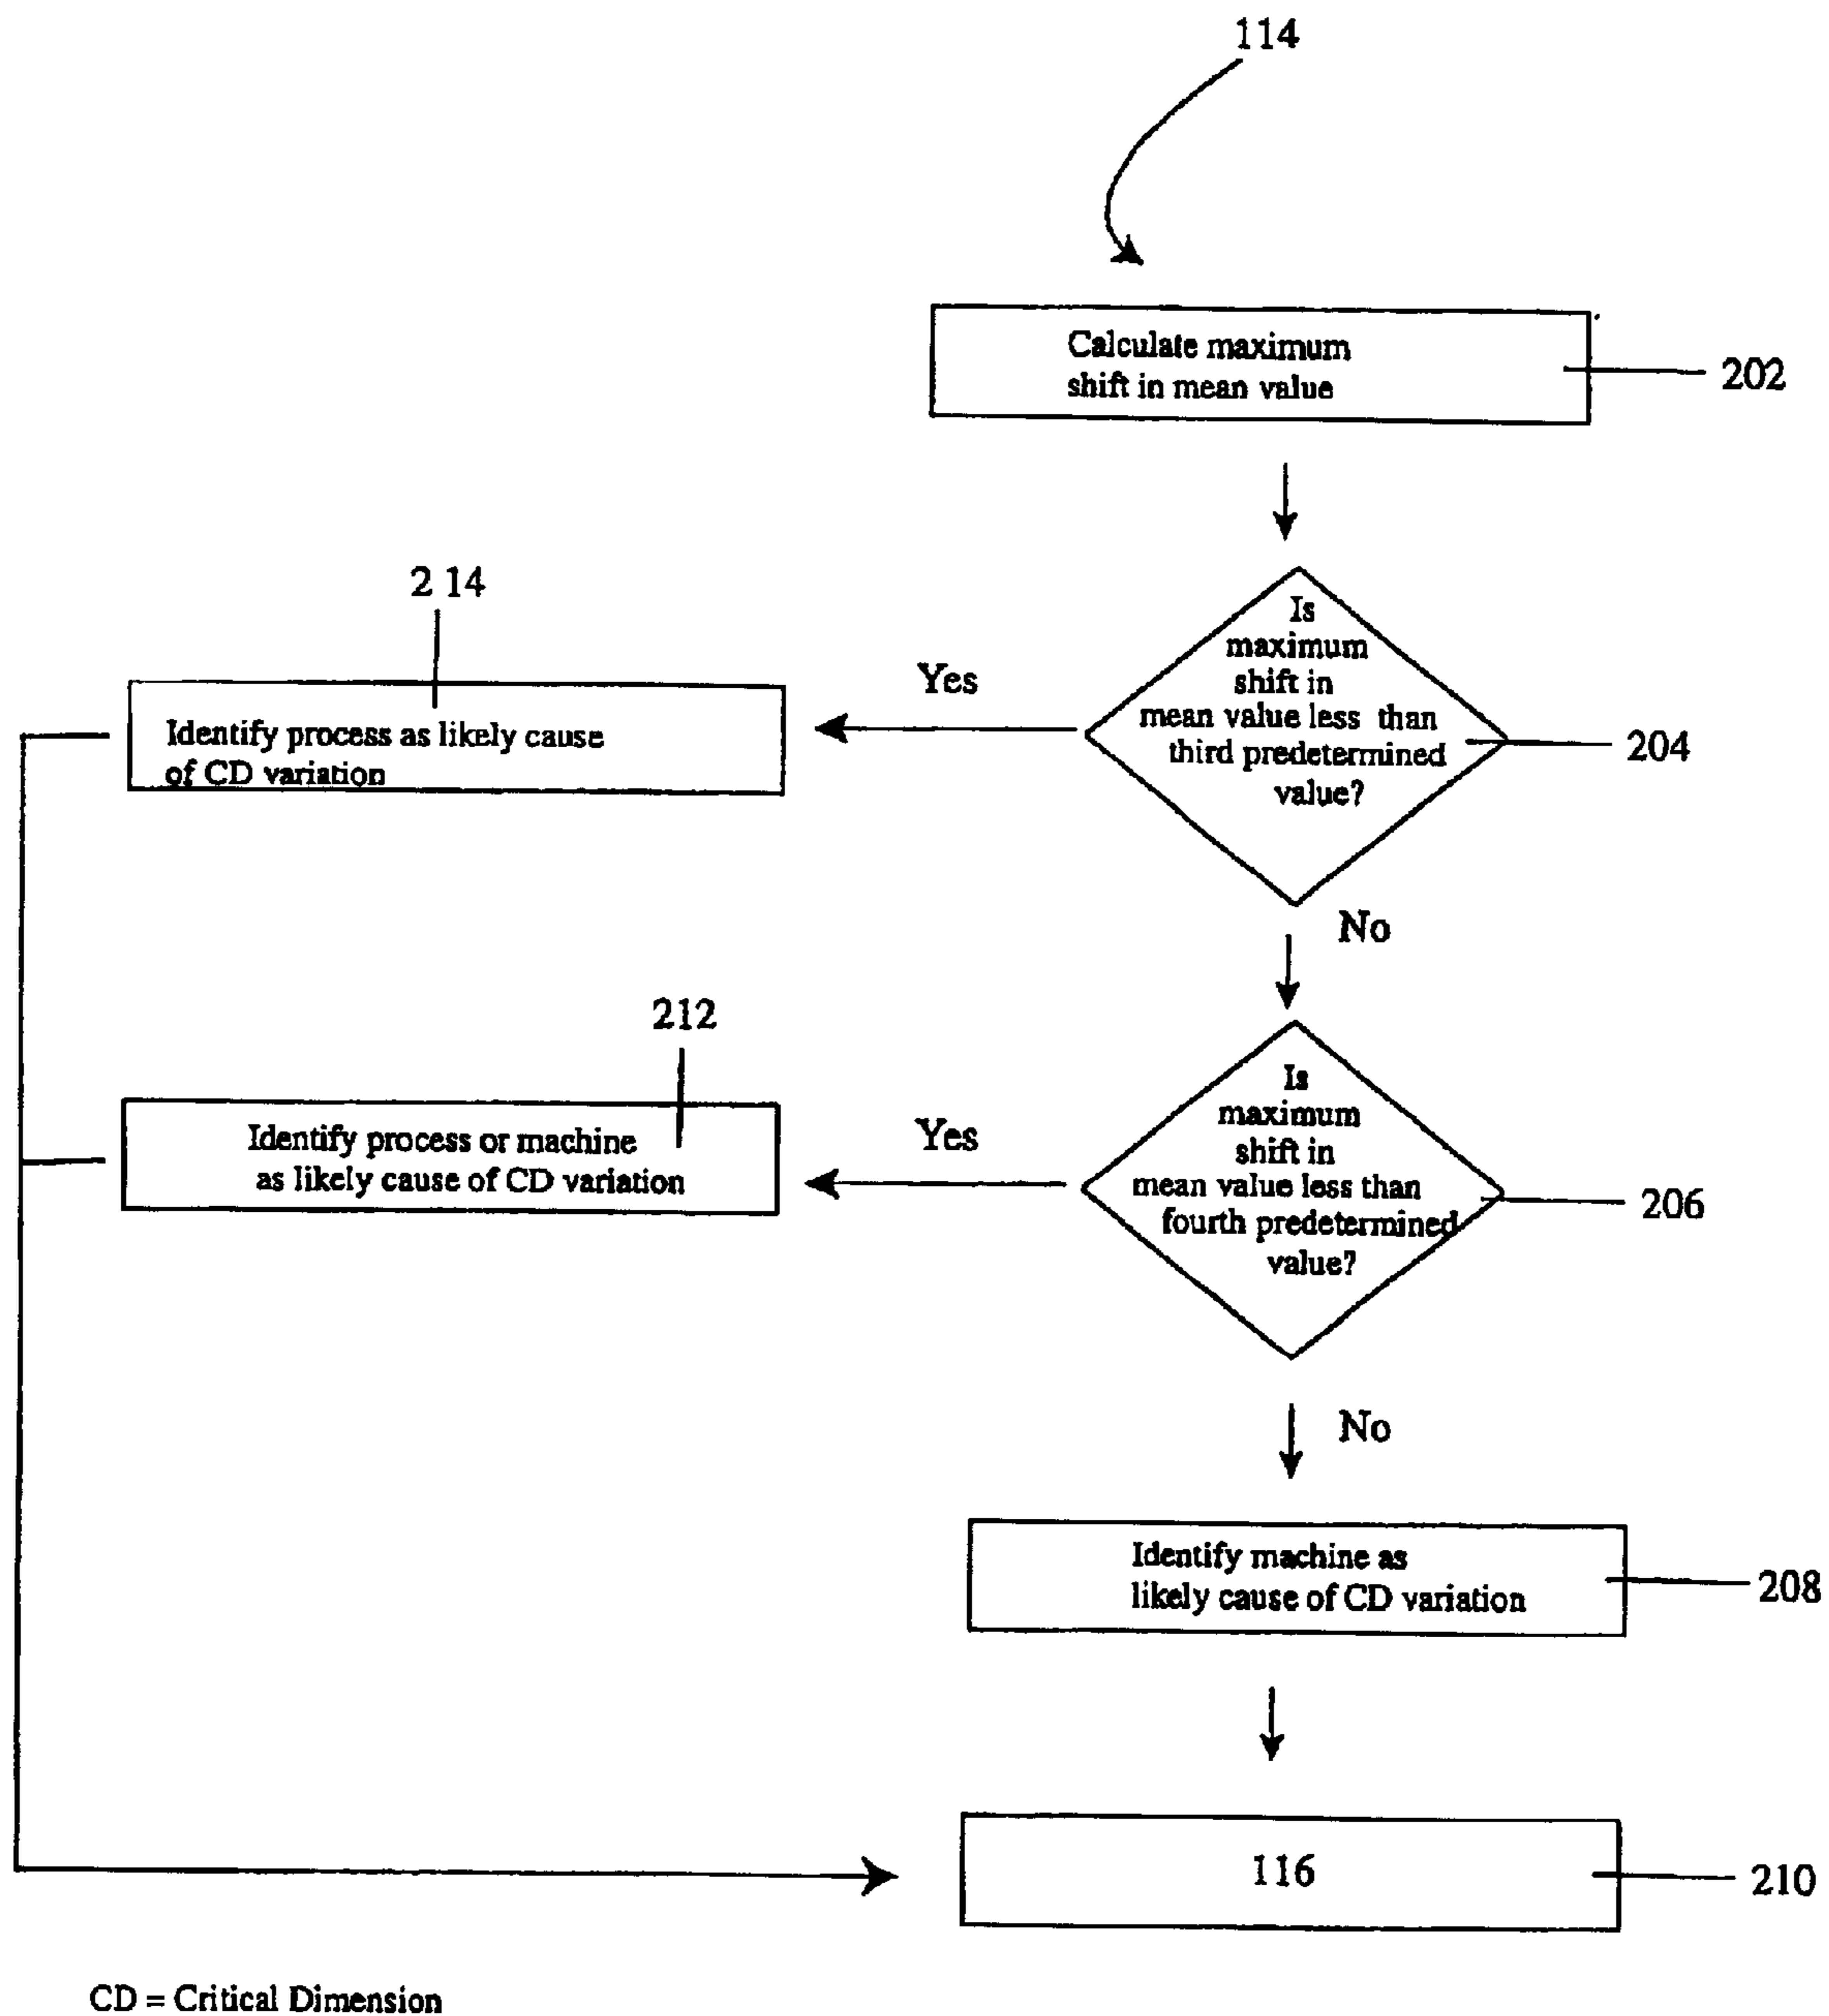 114
Calculate maximum
shift in mean value
202
2 14
Identify process as likely cause
of CD variation
Yes
Is
maximum
shift in
mean value less than
third predetermined
value?
204
No
212
Identify process or machine
as likely cause of CD variation
Yes
Is
maximum
shift in
mean value less than
fourth predetermined
value?
206
No
Identify machine as
likely cause of CD variation
208
116
210
CD = Critical Dimension